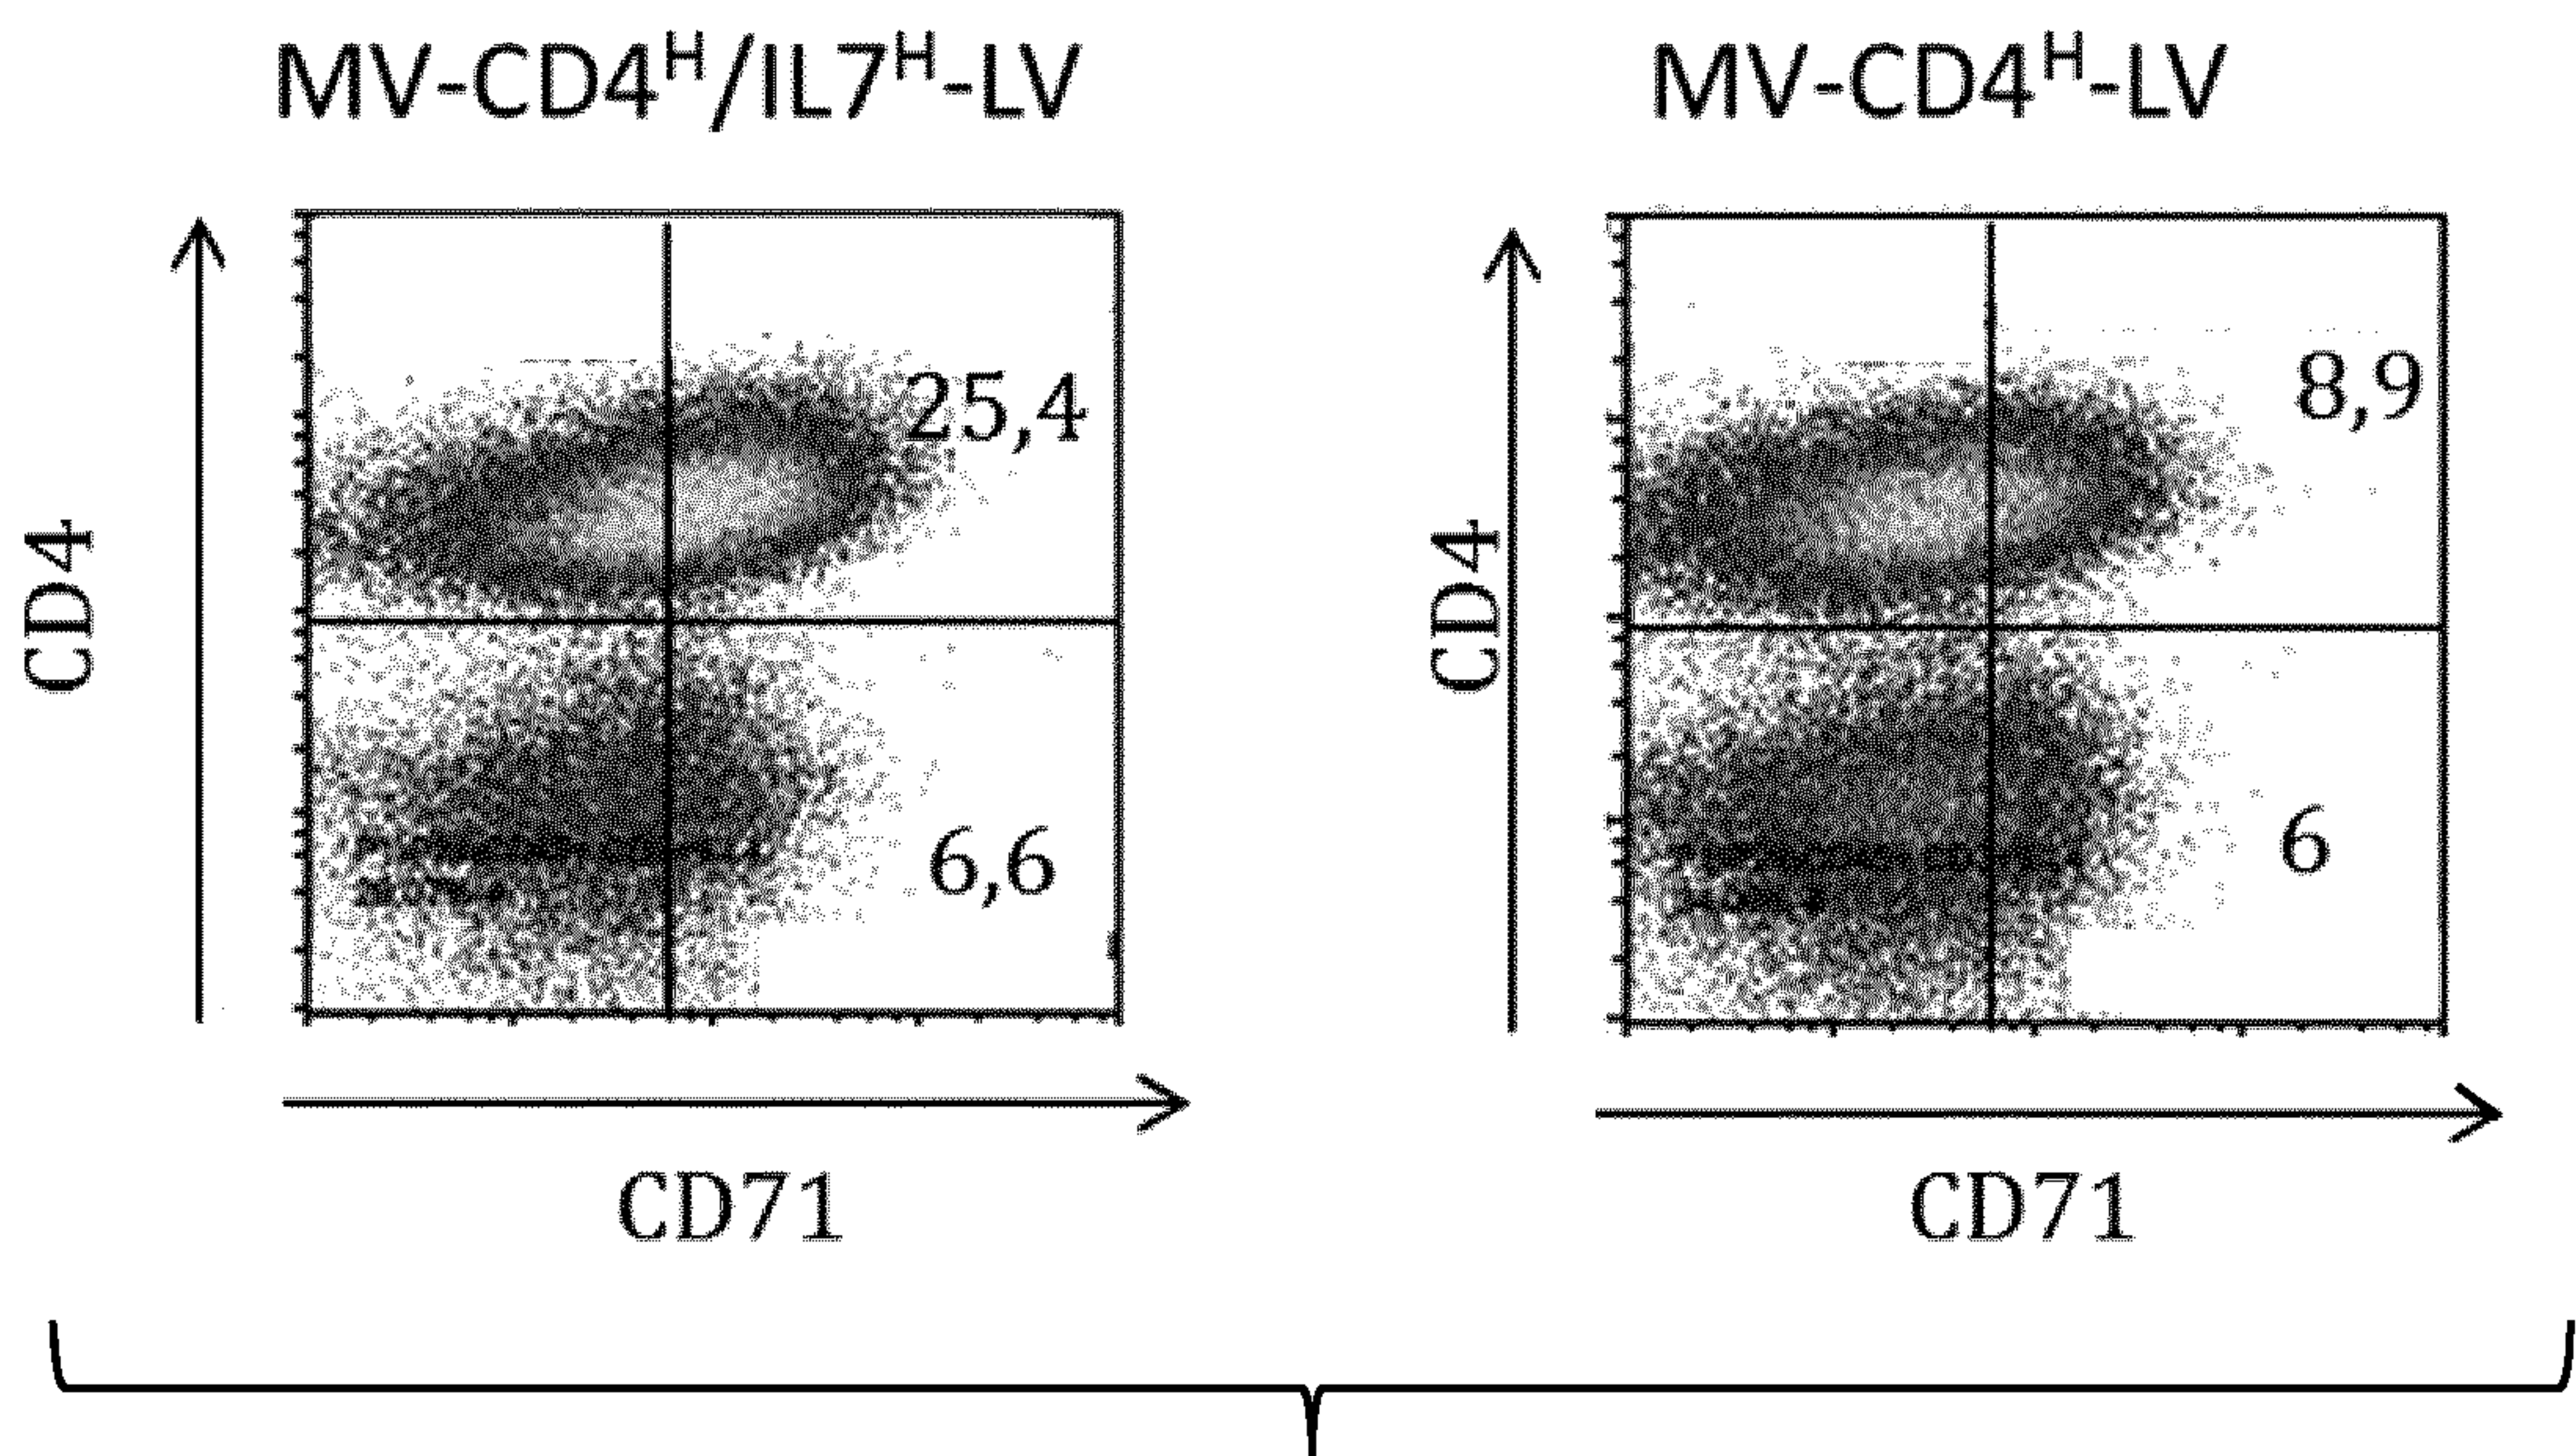 MV-CD4ᴴ/IL7ᴴ-LV
MV-CD4ᴴ-LV
CD4
25,4
6,6
CD71
CD4
8,9
6
CD71